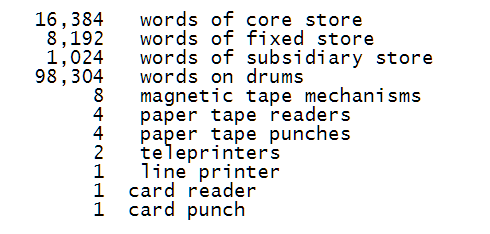 16,384 words of core store
8,192 words of fixed store
1,024 words of subsidiary store
98,304 words on drums
8 magnetic tape mechanisms
4 paper tape readers
4 paper tape punches
2 teleprinters
1 line printer
1 card reader
1 card punch